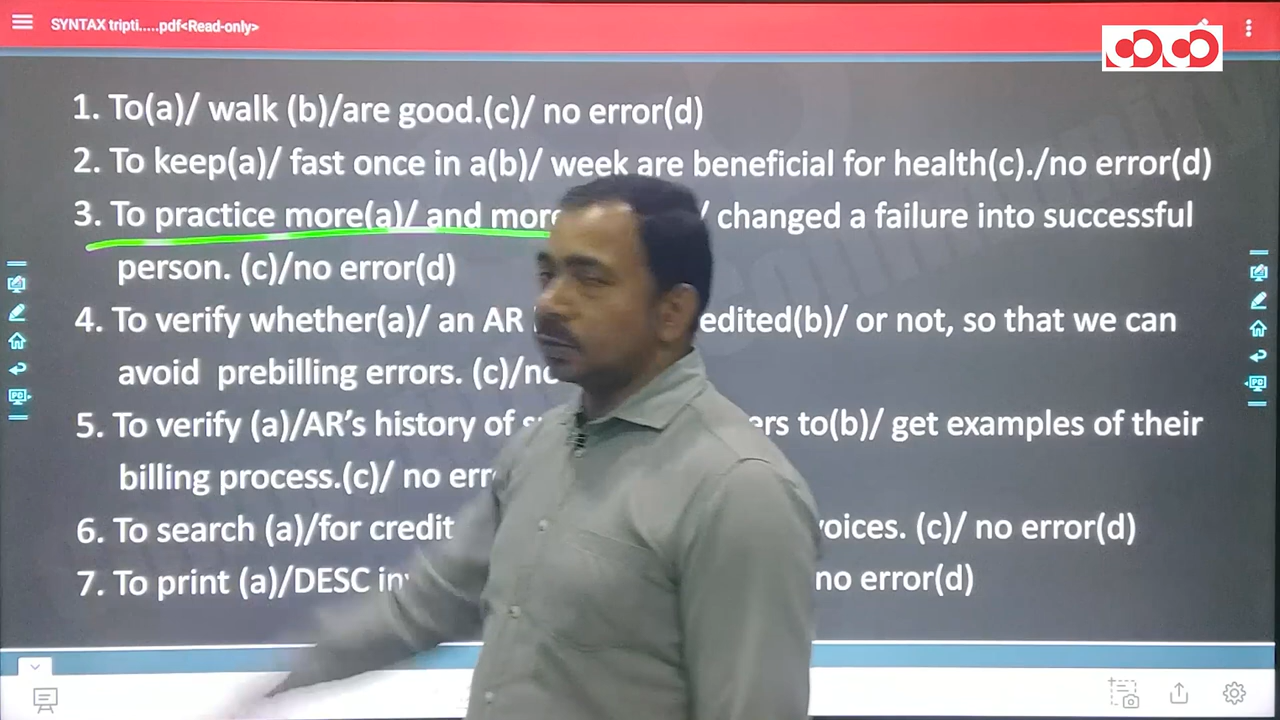 SYNTAX tripti.....pdf<Read-only>
1. To(a)/ walk (b)/are good.(c)/ no error(d)
2. To keep(a)/ fast once in a(b)/ week are beneficial for health(c)./no error(d)
3. To practice more(a)/ and more / changed a failure into successful
person. (c)/no error(d)
4. To verify whether(a)/ an AR edited(b)/ or not, so that we can
avoid prebilling errors. (c)/no
5. To verify (a)/AR's history of to(b)/ get examples of their
billing process.(c)/ no
6. To search (a)/for credit (c)/ no error(d)
7. To print (a)/DESC no error(d)